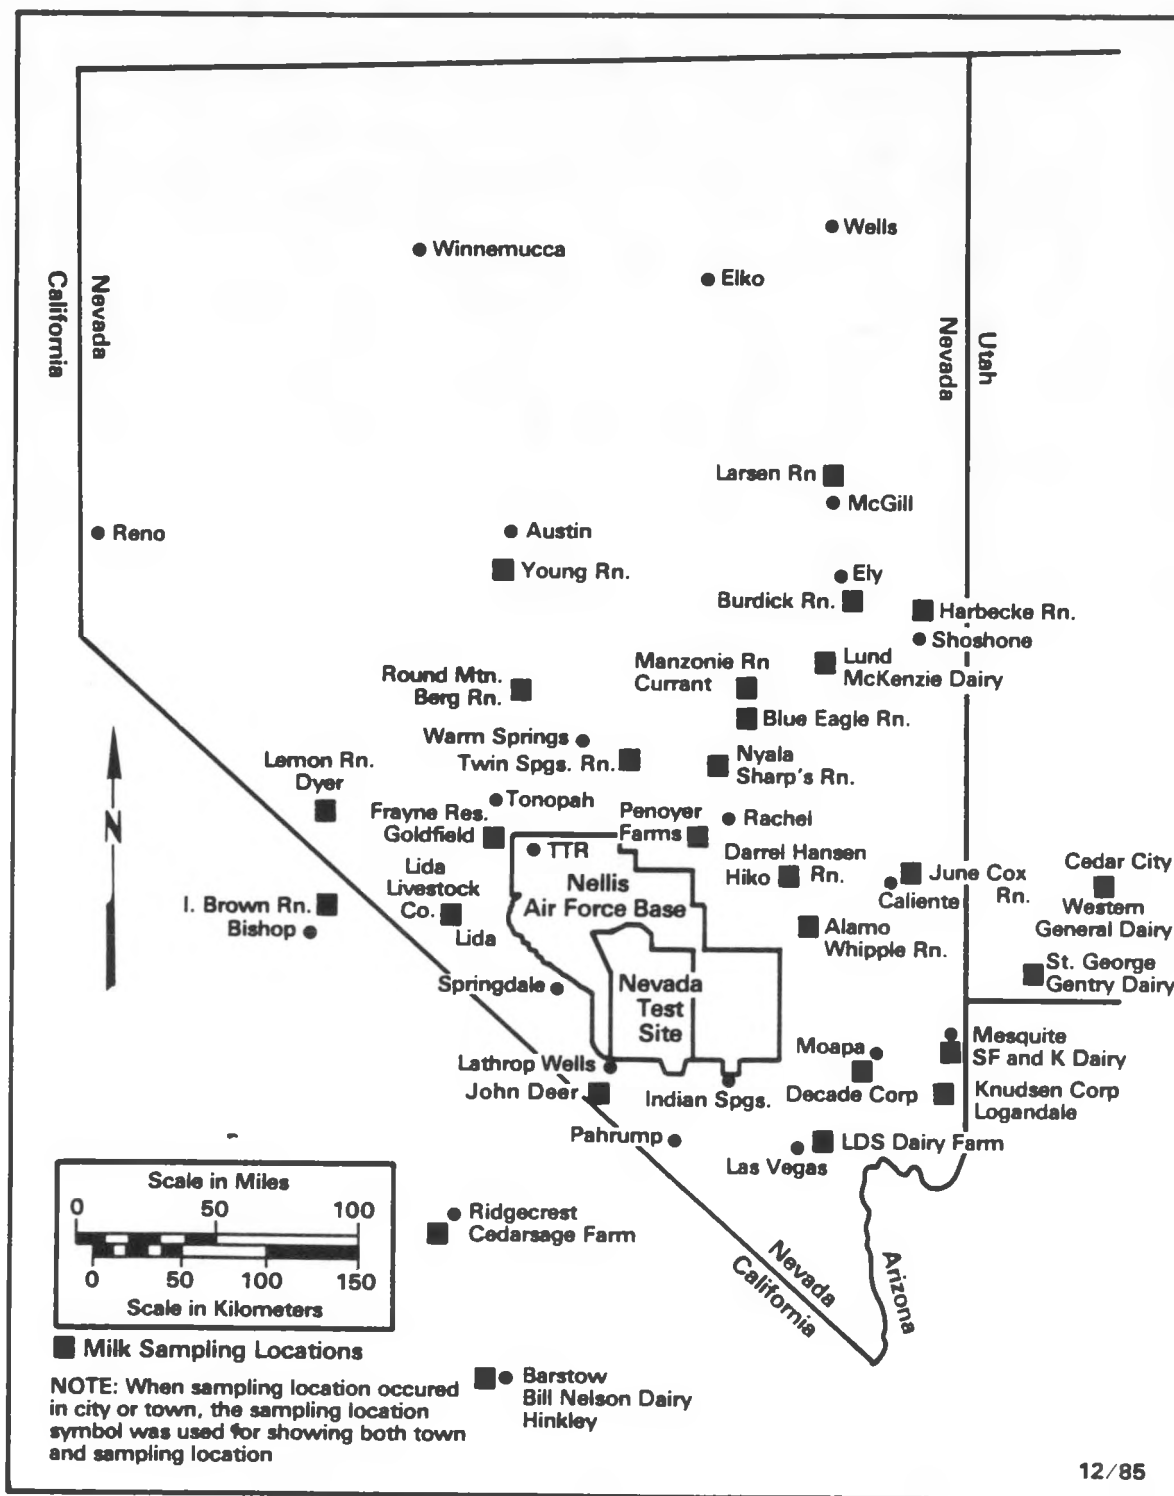 Wells
Winnemucca
Elko
Nevada
California
Nevada
Utah
Larsen Rn
McGill
Reno
Austin
Young Rn.
Ely
Burdick Rn.
Harbecke Rn.
Shoshone
Manzonie Rn
Currant
Lund
McKenzie Dairy
Round Mtn.
Berg Rn.
Blue Eagle Rn.
Warm Springs
Twin Spgs. Rn.
Nyala
Sharp's Rn.
Lemon Rn.
Dyer
N
Tonopah
Frayne Res.
Goldfield
Penoyer
Farms
Rachel
TTR
Darrel Hansen
Hiko Rn.
June Cox
Rn.
Caliente
Cedar City
Western
General Dairy
Lida
Livestock
Co.
Lida
Nellis
Air Force Base
I. Brown Rn.
Bishop
Alamo
Whipple Rn.
St. George
Gentry Dairy
Springdale
Nevada
Test
Site
Mesquite
SF and K Dairy
Moapa
Decade Corp
Lathrop Wells
John Deer
Indian Spgs.
Knudsen Corp
Logandale
Pahrump
Las Vegas
LDS Dairy Farm
Scale in Miles
0 50 100
0 50 100 150
Scale in Kilometers
Ridgecrest
Cedarsage Farm
Nevada
California
Arizona
Milk Sampling Locations
NOTE: When sampling location occured
in city or town, the sampling location
symbol was used for showing both town
and sampling location
Barstow
Bill Nelson Dairy
Hinkley
12/85